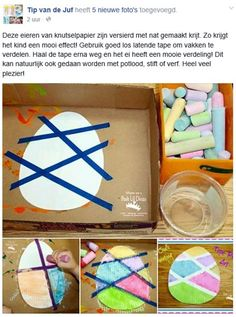 Tip van de Juf heeft 5 nieuwe foto's toegevoegd.
2 uur
Deze eieren van knutselpapier zijn versierd met nat gemaakt krijt. Zo krijgt
het kind een mooi effect! Gebruik goed los latende tape om vakken te
verdelen. Haal de tape erna weg en het ei heeft een mooie verdeling! Dit
kan natuurlijk ook gedaan worden met potlood, stift of verf. Heel veel
plezier!